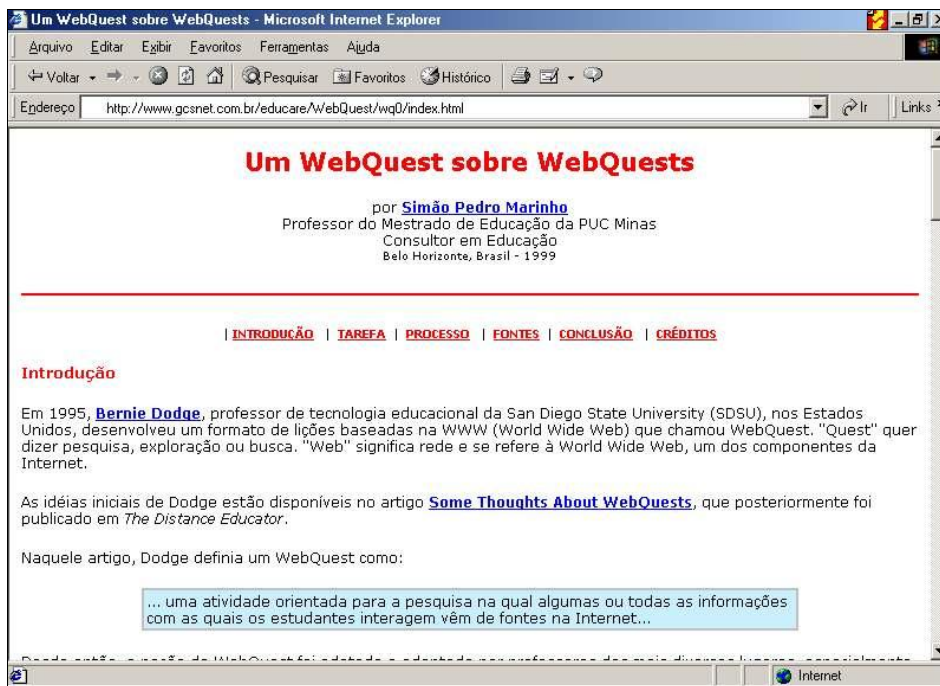 Um WebQuest sobre WebQuests - Microsoft Internet Explorer
Arquivo Editar Exibir Favoritos Ferramentas Ajuda
Voltar Pesquisar Favoritos Histórico
Endereço http://www.gcsnet.com.br/educare/WebQuest/wq0/index.html Ir Links
Um WebQuest sobre WebQuests
por Simão Pedro Marinho
Professor do Mestrado de Educação da PUC Minas
Consultor em Educação
Belo Horizonte, Brasil - 1999
| INTRODUÇÃO | TAREFA | PROCESSO | FONTES | CONCLUSÃO | CRÉDITOS
Introdução
Em 1995, Bernie Dodge, professor de tecnologia educacional da San Diego State University (SDSU), nos Estados
Unidos, desenvolveu um formato de lições baseadas na WWW (World Wide Web) que chamou WebQuest. "Quest" quer
dizer pesquisa, exploração ou busca. "Web" significa rede e se refere à World Wide Web, um dos componentes da
Internet.
As idéias iniciais de Dodge estão disponíveis no artigo Some Thoughts About WebQuests, que posteriormente foi
publicado em The Distance Educator.
Naquele artigo, Dodge definia um WebQuest como:
... uma atividade orientada para a pesquisa na qual algumas ou todas as informações
com as quais os estudantes interagem vêm de fontes na Internet...
Internet